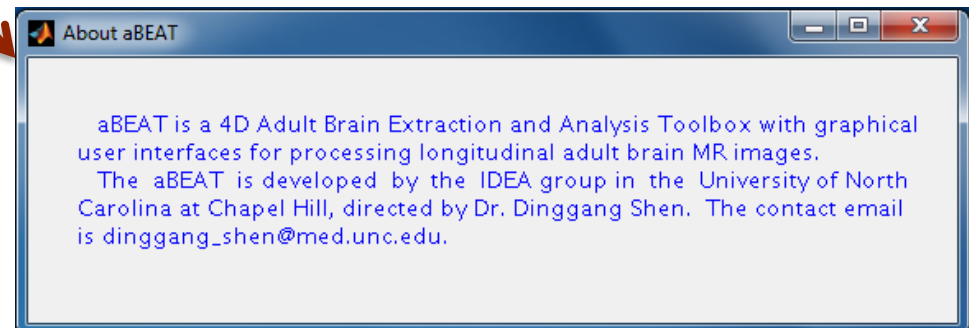 About aBEAT
aBEAT is a 4D Adult Brain Extraction and Analysis Toolbox with graphical
user interfaces for processing longitudinal adult brain MR images.
The aBEAT is developed by the IDEA group in the University of North
Carolina at Chapel Hill, directed by Dr. Dinggang Shen. The contact email
is dinggang_shen@med.unc.edu.